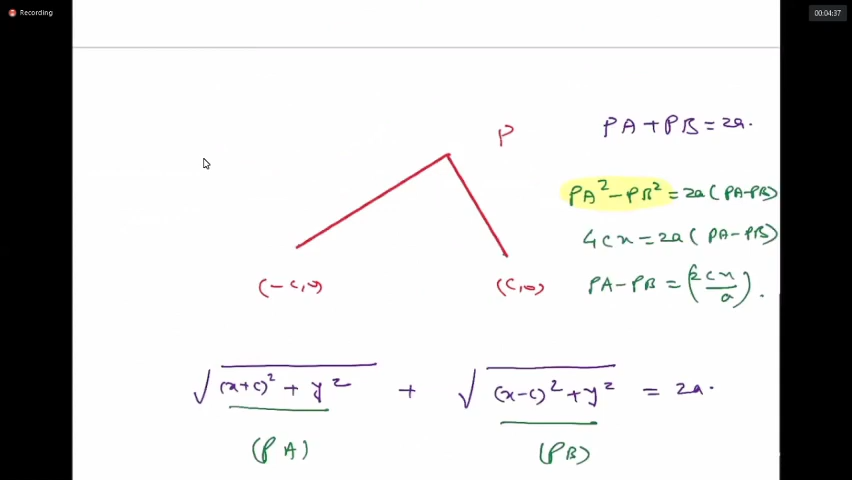 Recording
00:04:37
P
PA + PB = 2a.
PA² - PB² = 2a (PA-PB)
4cx = 2a (PA-PB)
PA - PB = (2cx/a).
(-c,0)
(c,0)
√((x+c)² + y²) + √((x-c)² + y²) = 2a.
(PA)
(PB)